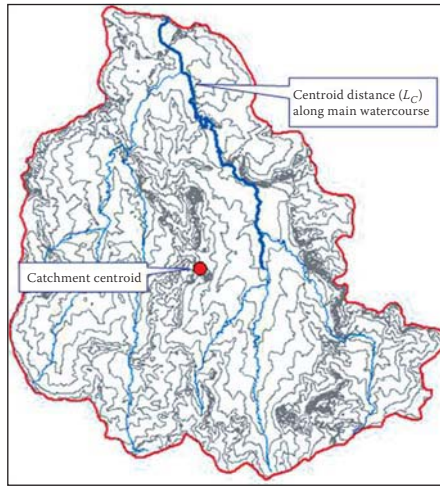 Centroid distance (L_C)
along main watercourse
Catchment centroid